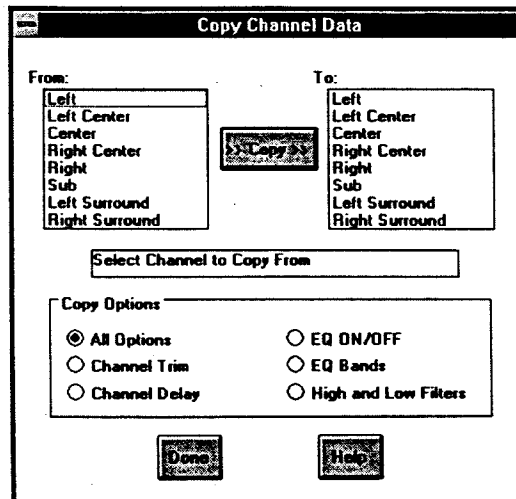 Copy Channel Data
From:
Left
Left Center
Center
Right Center
Right
Sub
Left Surround
Right Surround
>> Copy >>
To:
Left
Left Center
Center
Right Center
Right
Sub
Left Surround
Right Surround
Select Channel to Copy From
Copy Options
All Options
Channel Trim
Channel Delay
EQ ON/OFF
EQ Bands
High and Low Filters
Done
Help